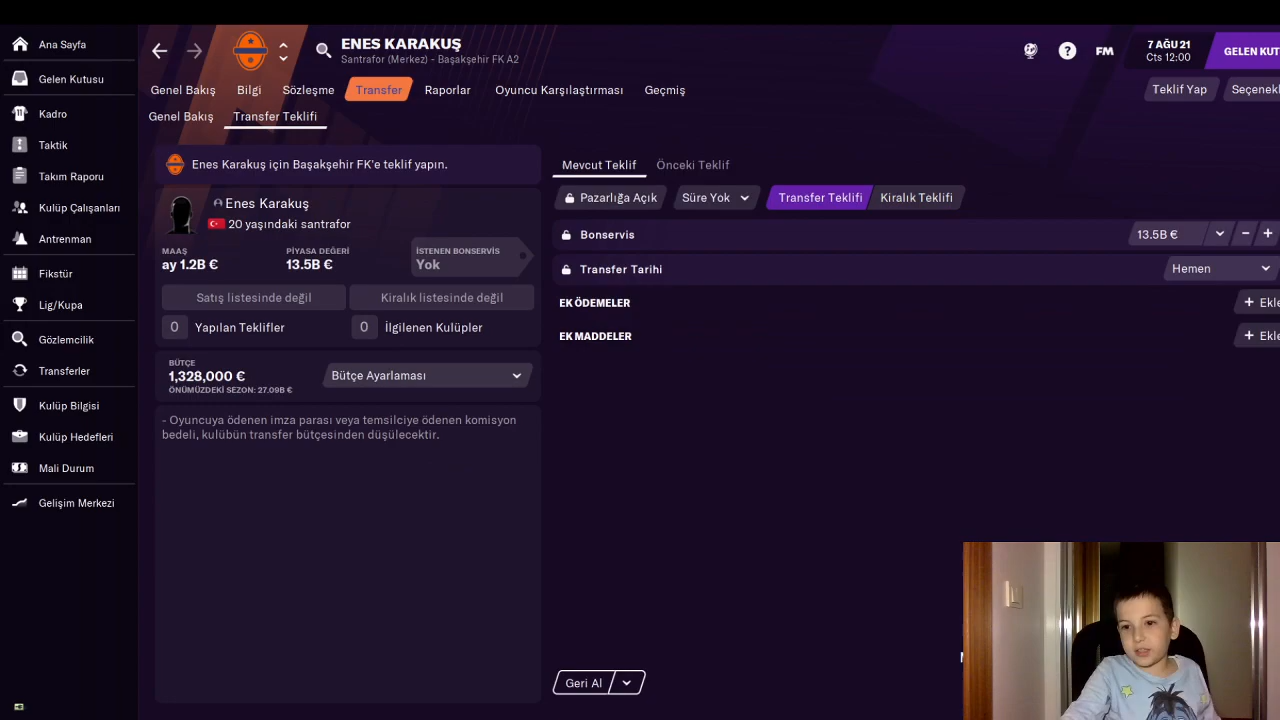 Ana Sayfa
Gelen Kutusu
Kadro
Taktik
Takım Raporu
Kulüp Çalışanları
Antrenman
Fikstür
Lig/Kupa
Gözlemcilik
Transferler
Kulüp Bilgisi
Kulüp Hedefleri
Mali Durum
Gelişim Merkezi
ENES KARAKUŞ
Santrafor (Merkez) - Başakşehir FK A2
FM
7 AĞU 21
Cts 12:00
GELEN KUT
Genel Bakış Bilgi Sözleşme Transfer Raporlar Oyuncu Karşılaştırması Geçmiş
Teklif Yap Seçenekl
Genel Bakış Transfer Teklifi
Enes Karakuş için Başakşehir FK'e teklif yapın.
Enes Karakuş
20 yaşındaki santrafor
MAAŞ PİYASA DEĞERİ İSTENEN BONSERVİS
ay 1.2B € 13.5B € Yok
Satış listesinde değil Kiralık listesinde değil
0 Yapılan Teklifler 0 İlgilenen Kulüpler
BÜTÇE
1,328,000 €
ÖNÜMÜZDEKİ SEZON: 27.09B €
Bütçe Ayarlaması
- Oyuncuya ödenen imza parası veya temsilciye ödenen komisyon
bedeli, kulübün transfer bütçesinden düşülecektir.
Mevcut Teklif Önceki Teklif
Pazarlığa Açık Süre Yok Transfer Teklifi Kiralık Teklifi
Bonservis 13.5B € - +
Transfer Tarihi Hemen
EK ÖDEMELER + Ekle
EK MADDELER + Ekle
Geri Al